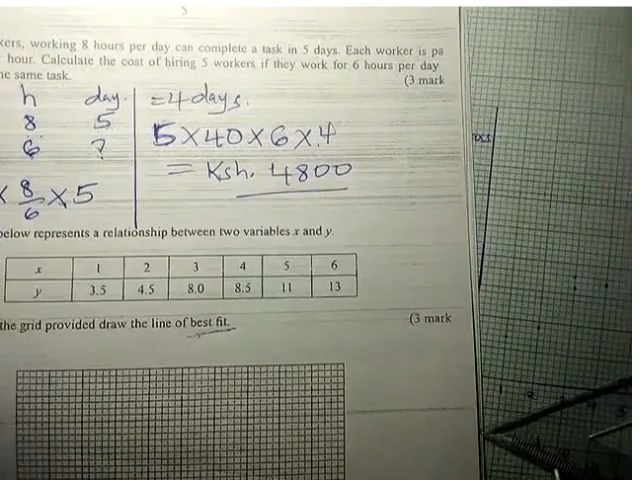 kers, working 8 hours per day can complete a task in 5 days. Each worker is pa
hour. Calculate the cost of hiring 5 workers if they work for 6 hours per day
ne same task.
(3 mark
h day. =4 days.
8 5 5×40×6×4
6 ? = Ksh. 4800
× 8/6 × 5
below represents a relationship between two variables x and y.
x 1 2 3 4 5 6
y 3.5 4.5 8.0 8.5 11 13
the grid provided draw the line of best fit. (3 mark